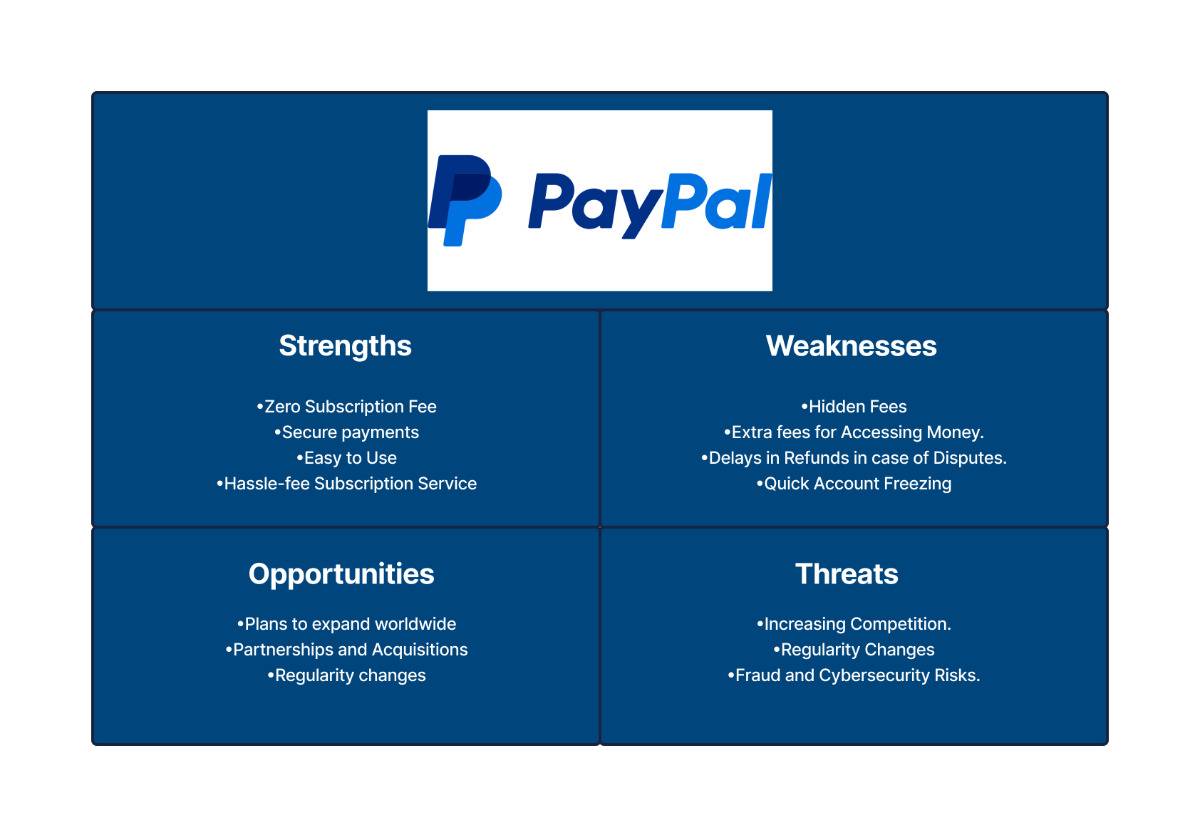 PayPal
Strengths
•Zero Subscription Fee
•Secure payments
•Easy to Use
•Hassle-fee Subscription Service
Weaknesses
•Hidden Fees
•Extra fees for Accessing Money.
•Delays in Refunds in case of Disputes.
•Quick Account Freezing
Opportunities
•Plans to expand worldwide
•Partnerships and Acquisitions
•Regularity changes
Threats
•Increasing Competition.
•Regularity Changes
•Fraud and Cybersecurity Risks.